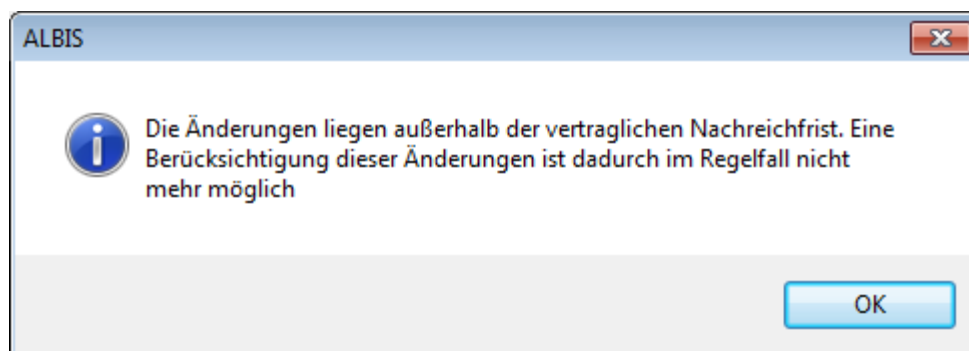 ALBIS
Die Änderungen liegen außerhalb der vertraglichen Nachreichfrist. Eine
Berücksichtigung dieser Änderungen ist dadurch im Regelfall nicht
mehr möglich
OK